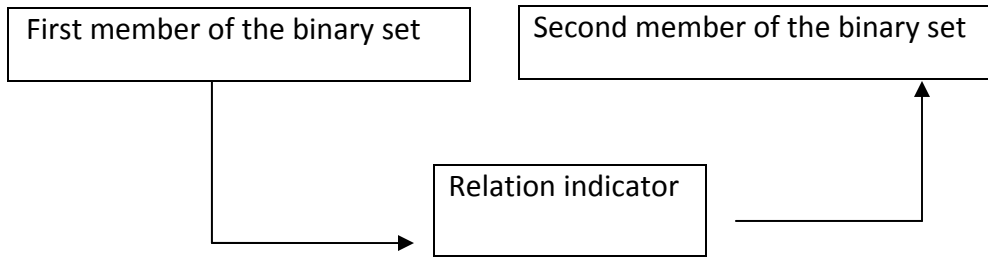 First member of the binary set
Second member of the binary set
Relation indicator